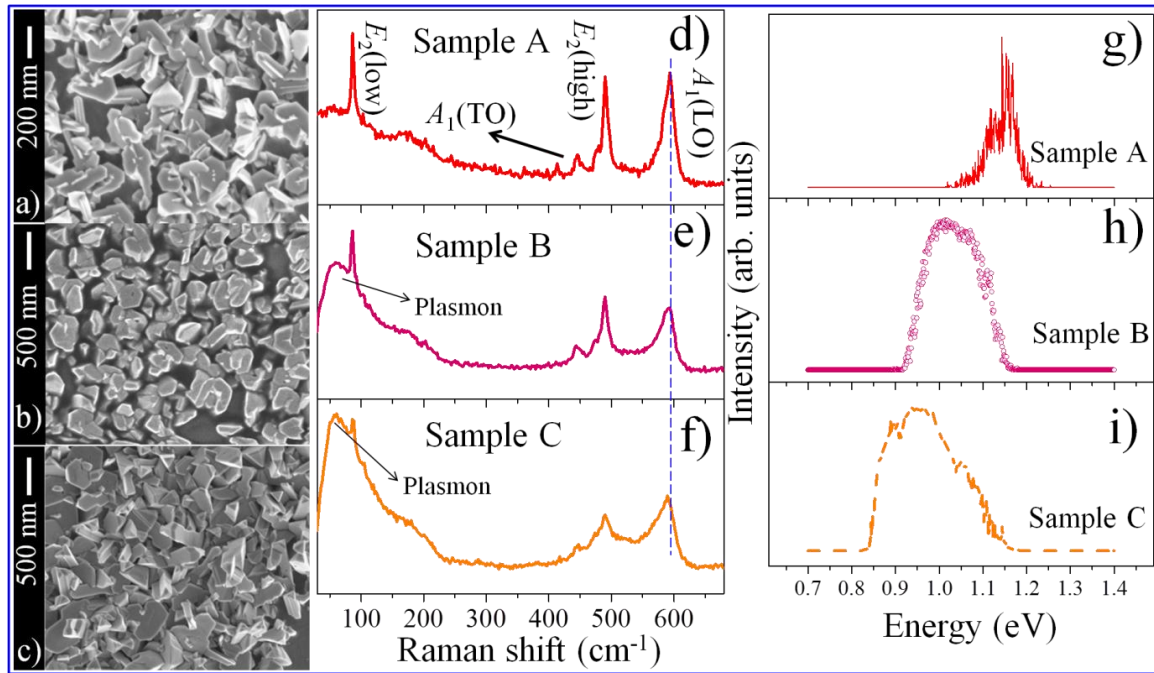 200 nm
a)
500 nm
b)
500 nm
c)
E2(low)
Sample A
A1(TO)
E2(high)
d)
A1(LO)
Sample B
e)
Plasmon
Sample C
f)
Plasmon
100 200 300 400 500 600
Raman shift (cm-1)
Intensity (arb. units)
g)
Sample A
h)
Sample B
i)
Sample C
0.7 0.8 0.9 1.0 1.1 1.2 1.3 1.4
Energy (eV)